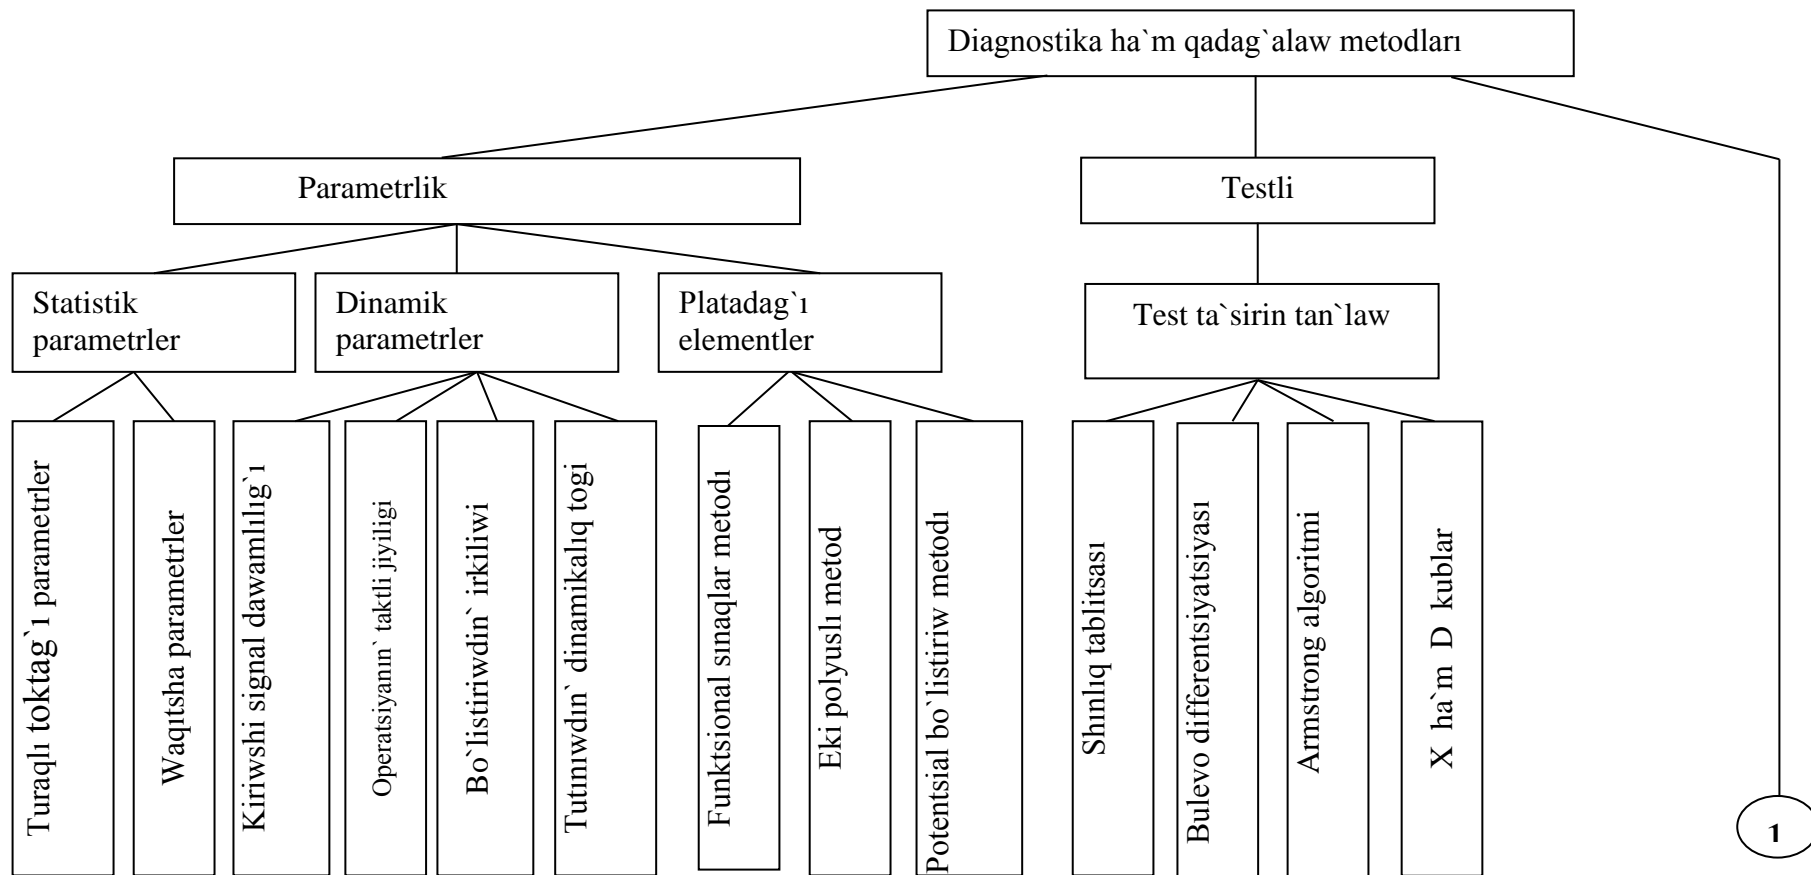 Diagnostika ha`m qadag`alaw metodları
Parametrlik
Testli
Statistik
parametrler
Dinamik
parametrler
Platadag`ı
elementler
Test ta`sirin tan`law
Turaqlı toktag`ı parametrler
Waqıtsha parametrler
Kiriwshi signal dawamlılıg`ı
Operatsiyanın` taktli jiyiligi
Bo`listiriwdin` irkiliwi
Tutınıwdın` dinamikalıq togi
Funktsional sınaqlar metodı
Eki polyuslı metod
Potentsial bo`listiriw metodı
Shınlıq tablitsası
Bulevo differentsiyatsiyası
Armstrong algoritmi
X ha`m D kublar
1